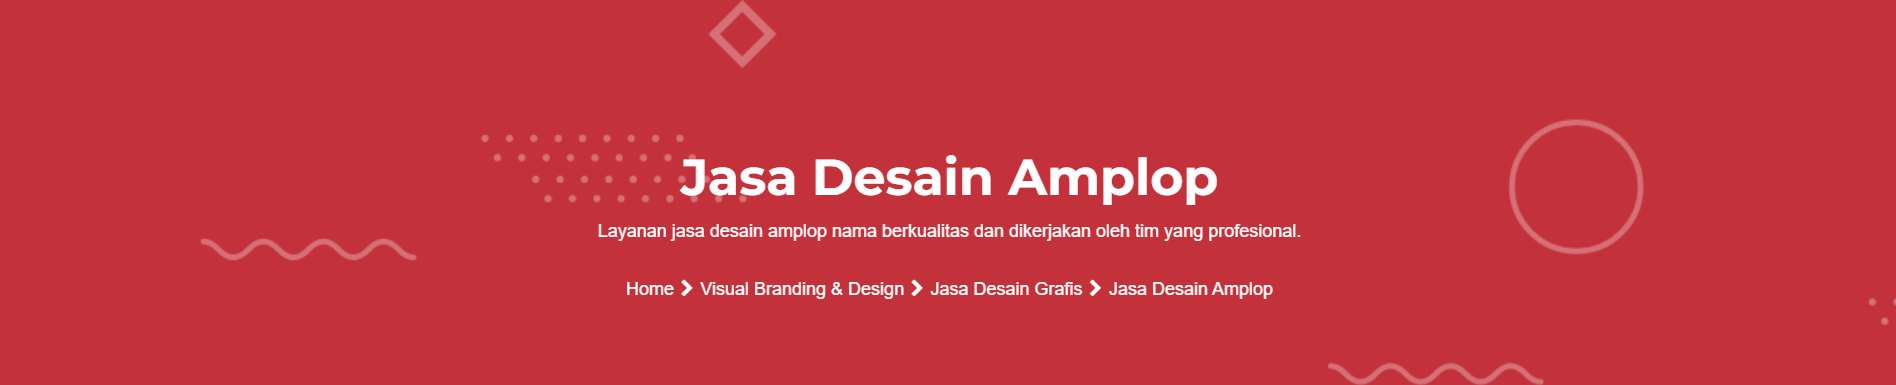 Jasa Desain Amplop
Layanan jasa desain amplop nama berkualitas dan dikerjakan oleh tim yang profesional.
Home > Visual Branding & Design > Jasa Desain Grafis > Jasa Desain Amplop